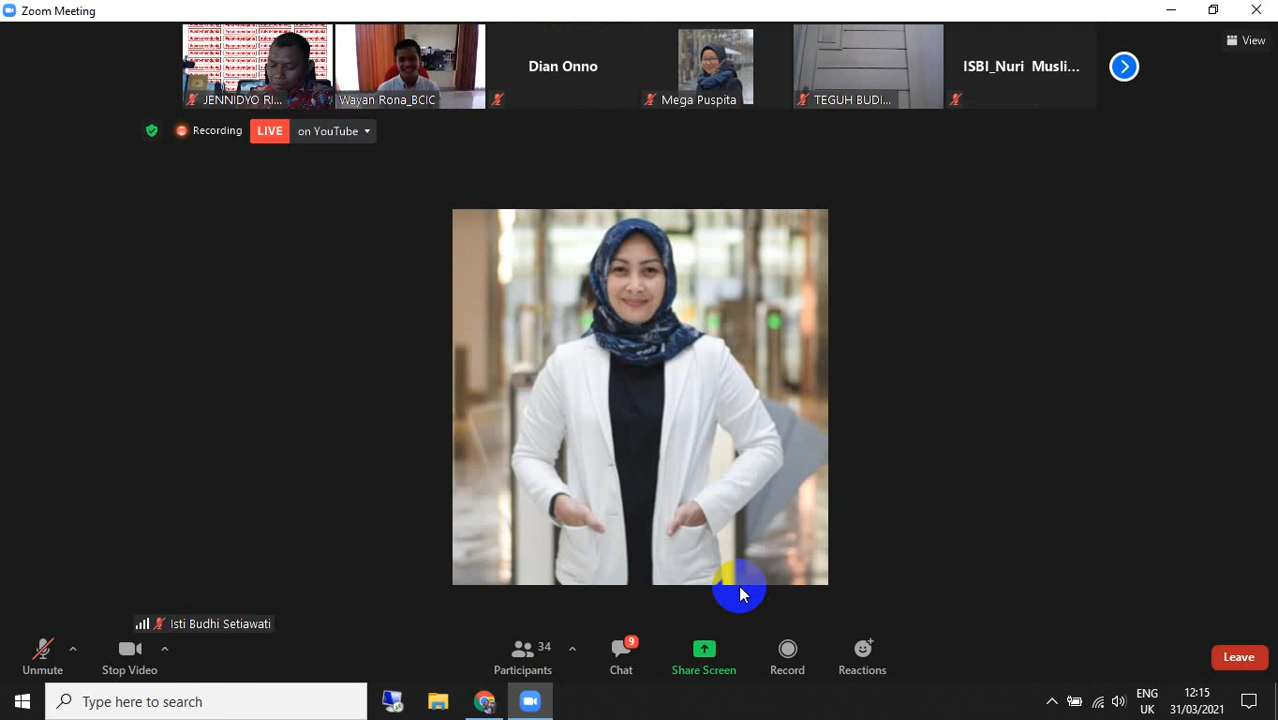 Zoom Meeting
View
JENNIDYO RI...
Wayan Rona_BCIC
Dian Onno
Mega Puspita
TEGUH BUDI...
ISBI_Nuri Musli...
Recording
LIVE
on YouTube
Isti Budhi Setiawati
Unmute
Stop Video
34
Participants
9
Chat
Share Screen
Record
Reactions
Leave
Type here to search
ENG
UK
12:15
31/03/2021